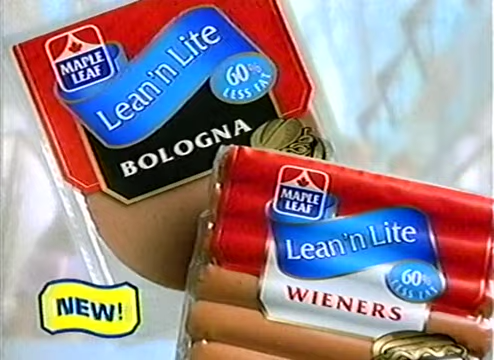 MAPLE
LEAF
Lean'n Lite
60%
LESS FAT
BOLOGNA
MAPLE
LEAF
Lean'n Lite
60%
LESS FAT
WIENERS
NEW!